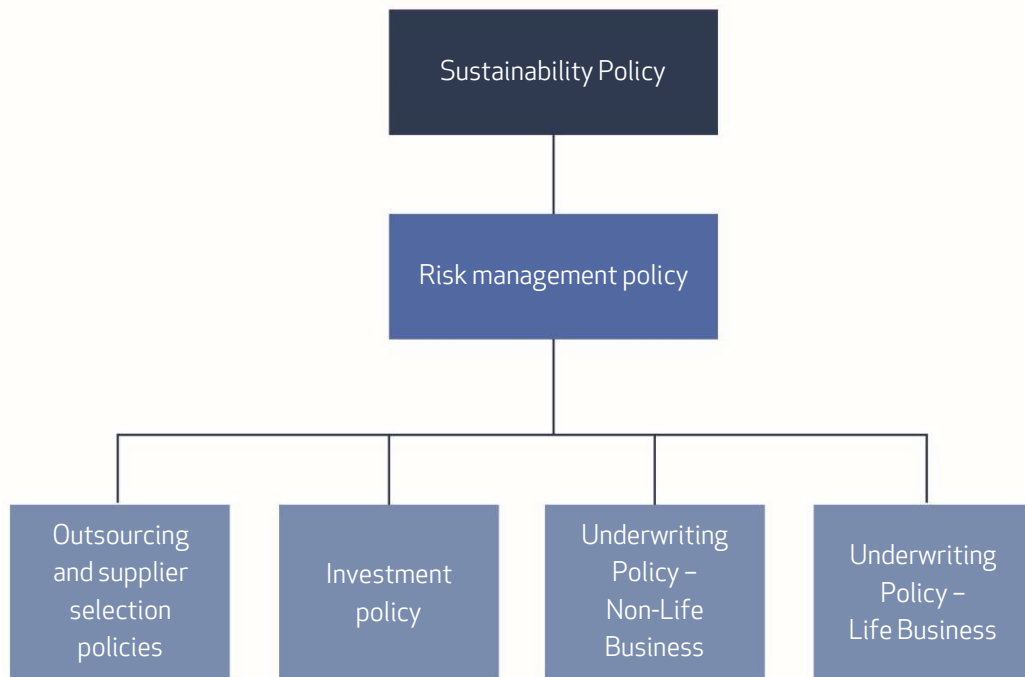 Sustainability Policy
Risk management policy
Outsourcing
and supplier
selection
policies
Investment
policy
Underwriting
Policy –
Non-Life
Business
Underwriting
Policy –
Life Business